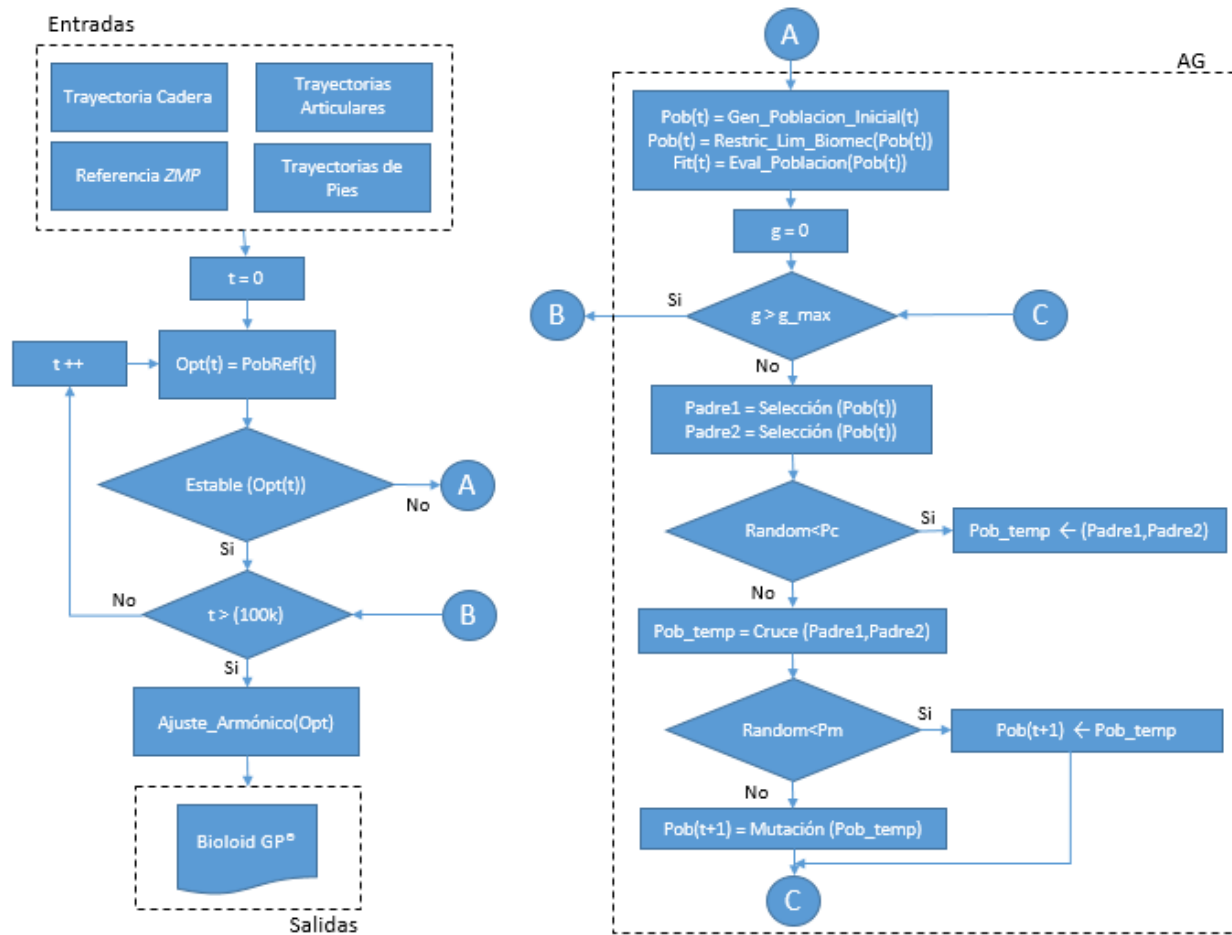 Entradas
Trayectoria Cadera
Trayectorias
Articulares
Referencia ZMP
Trayectorias de
Pies
t = 0
t ++
Opt(t) = PobRef(t)
Estable (Opt(t))
No
A
Si
No
t > (100k)
B
Si
Ajuste_Armónico(Opt)
Bioloid GP®
Salidas
A
AG
Pob(t) = Gen_Poblacion_Inicial(t)
Pob(t) = Restric_Lim_Biomec(Pob(t))
Fit(t) = Eval_Poblacion(Pob(t))
g = 0
B
Si
g > g_max
C
No
Padre1 = Selección (Pob(t))
Padre2 = Selección (Pob(t))
Random<Pc
Si
Pob_temp ← (Padre1,Padre2)
No
Pob_temp = Cruce (Padre1,Padre2)
Random<Pm
Si
Pob(t+1) ← Pob_temp
No
Pob(t+1) = Mutación (Pob_temp)
C